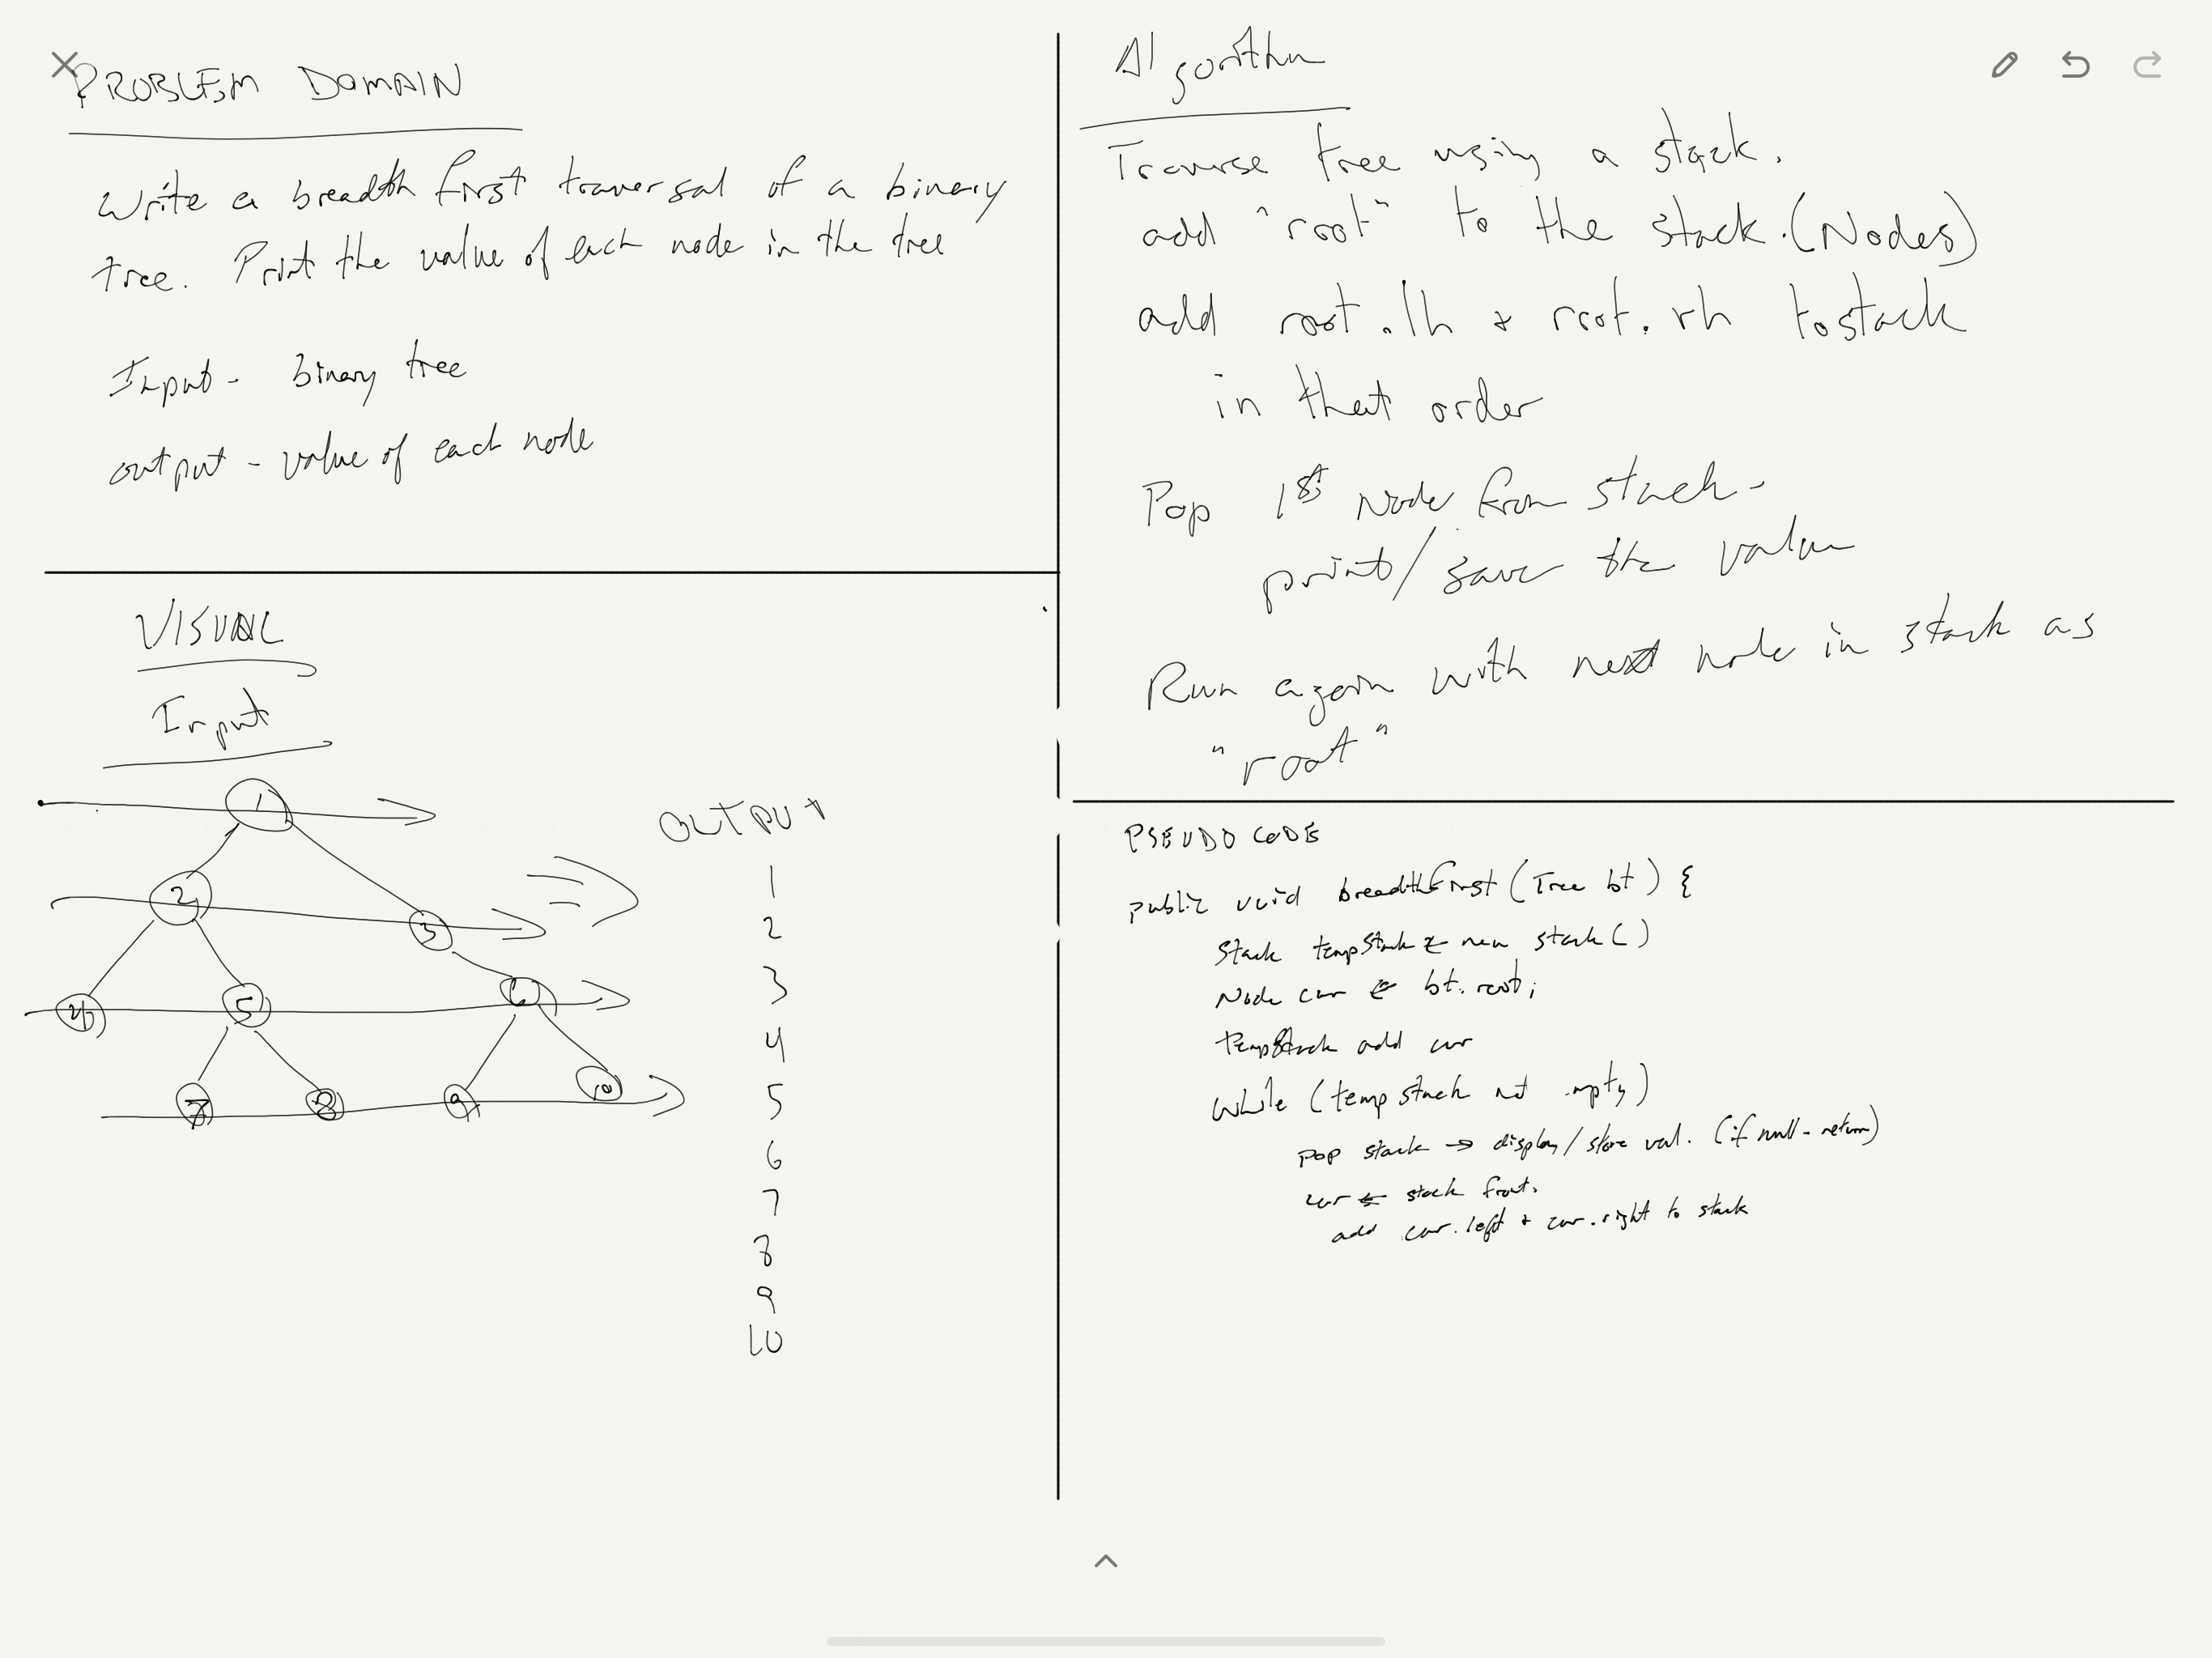 PROBLEM DOMAIN
Write a breadth first traversal of a binary
tree. Print the value of each node in the tree
Input - binary tree
output - value of each node
VISUAL
Input
1
2
3
4
5
6
7
8
9
10
OUTPUT
1
2
3
4
5
6
7
8
9
10
Algorithm
Traverse tree using a stack.
add "root" to the stack. (Nodes)
add root.lh + root.rh to stack
in that order
Pop 1st Node from stack -
print/save the value
Run again with next node in stack as
"root"
PSEUDO CODE
public void breadthfirst (Tree bt) {
Stack tempStack ← new stack ()
Node cur ← bt.root;
tempStack add cur
while (tempstack not empty)
pop stack → display/store val. (if null - return)
cur ← stack front.
add cur.left + cur.right to stack